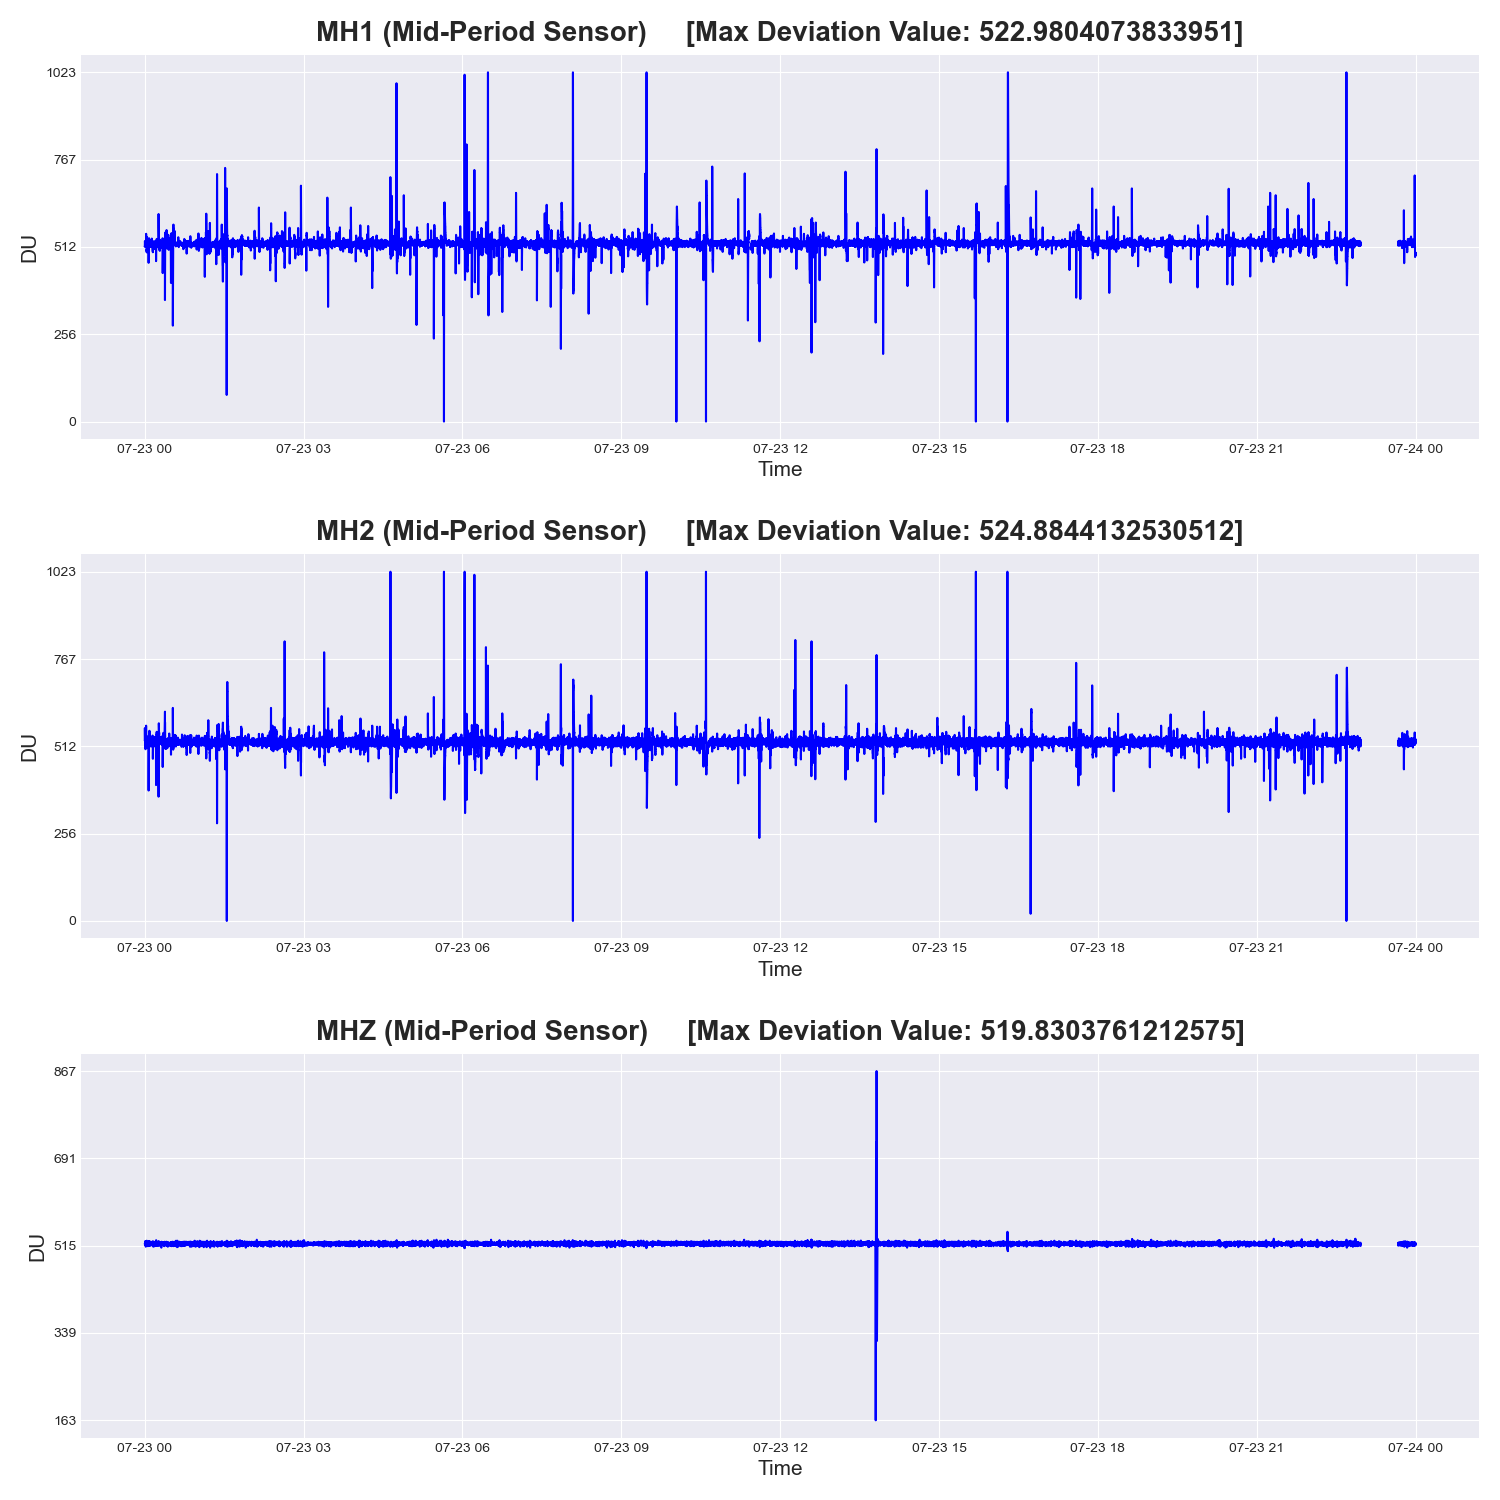 MH1 (Mid-Period Sensor) [Max Deviation Value: 522.9804073833951]
1023
767
512
256
0
DU
07-23 00 07-23 03 07-23 06 07-23 09 07-23 12 07-23 15 07-23 18 07-23 21 07-24 00
Time
MH2 (Mid-Period Sensor) [Max Deviation Value: 524.8844132530512]
1023
767
512
256
0
DU
07-23 00 07-23 03 07-23 06 07-23 09 07-23 12 07-23 15 07-23 18 07-23 21 07-24 00
Time
MHZ (Mid-Period Sensor) [Max Deviation Value: 519.8303761212575]
867
691
515
339
163
DU
07-23 00 07-23 03 07-23 06 07-23 09 07-23 12 07-23 15 07-23 18 07-23 21 07-24 00
Time